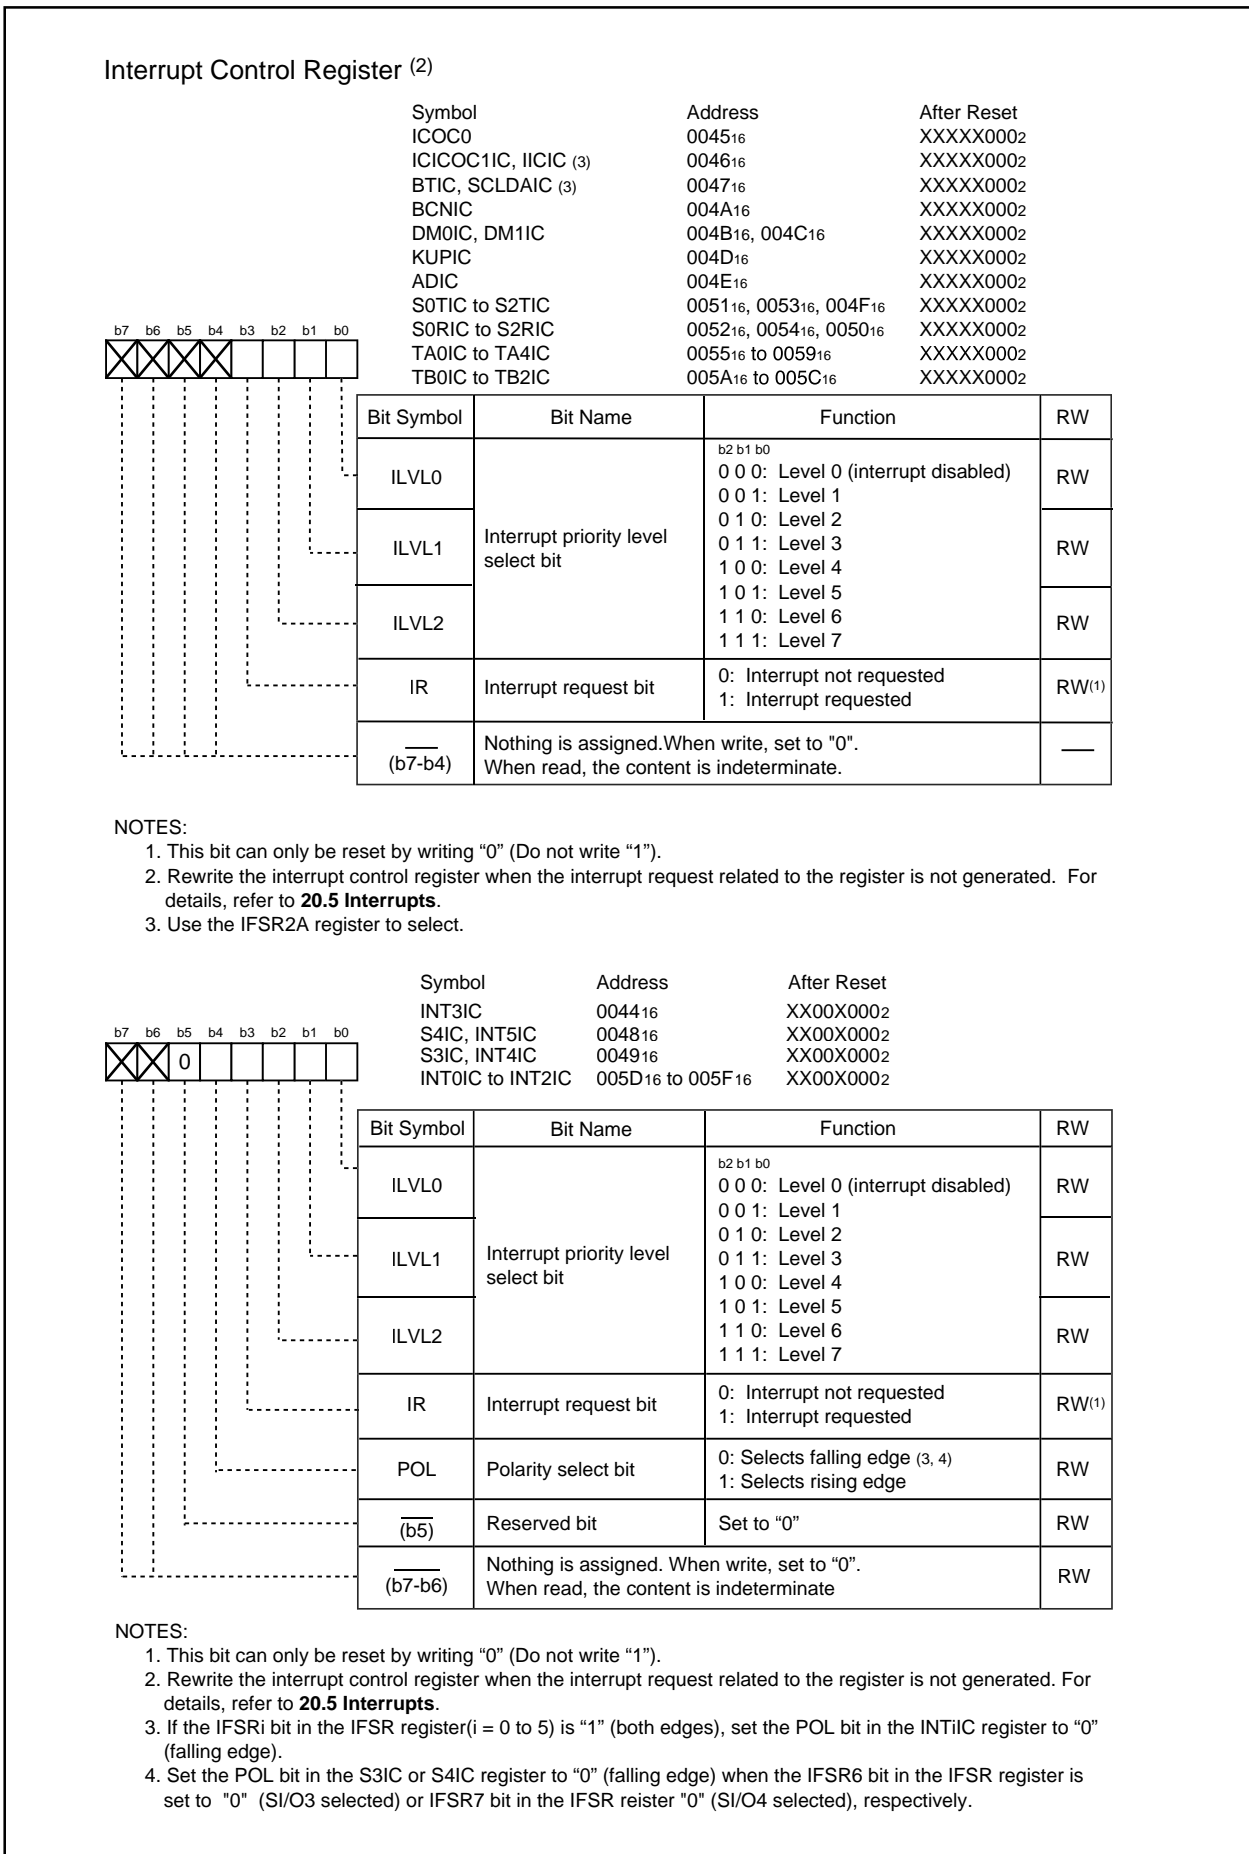 Interrupt Control Register (2)
Symbol Address After Reset
ICOC0 004516 XXXXX0002
ICICOC1IC, IICIC (3) 004616 XXXXX0002
BTIC, SCLDAIC (3) 004716 XXXXX0002
BCNIC 004A16 XXXXX0002
DM0IC, DM1IC 004B16, 004C16 XXXXX0002
KUPIC 004D16 XXXXX0002
ADIC 004E16 XXXXX0002
S0TIC to S2TIC 005116, 005316, 004F16 XXXXX0002
S0RIC to S2RIC 005216, 005416, 005016 XXXXX0002
TA0IC to TA4IC 005516 to 005916 XXXXX0002
TB0IC to TB2IC 005A16 to 005C16 XXXXX0002
b7 b6 b5 b4 b3 b2 b1 b0
Bit Symbol Bit Name Function RW
b2 b1 b0
ILVL0 0 0 0: Level 0 (interrupt disabled) RW
0 0 1: Level 1
0 1 0: Level 2
ILVL1 Interrupt priority level 0 1 1: Level 3 RW
select bit 1 0 0: Level 4
1 0 1: Level 5
ILVL2 1 1 0: Level 6 RW
1 1 1: Level 7
IR Interrupt request bit 0: Interrupt not requested RW(1)
1: Interrupt requested
(b7-b4) Nothing is assigned.When write, set to "0". —
When read, the content is indeterminate.
NOTES:
1. This bit can only be reset by writing “0” (Do not write “1”).
2. Rewrite the interrupt control register when the interrupt request related to the register is not generated. For
details, refer to 20.5 Interrupts.
3. Use the IFSR2A register to select.
Symbol Address After Reset
INT3IC 004416 XX00X0002
S4IC, INT5IC 004816 XX00X0002
S3IC, INT4IC 004916 XX00X0002
INT0IC to INT2IC 005D16 to 005F16 XX00X0002
b7 b6 b5 b4 b3 b2 b1 b0
0
Bit Symbol Bit Name Function RW
b2 b1 b0
ILVL0 0 0 0: Level 0 (interrupt disabled) RW
0 0 1: Level 1
0 1 0: Level 2
ILVL1 Interrupt priority level 0 1 1: Level 3 RW
select bit 1 0 0: Level 4
1 0 1: Level 5
ILVL2 1 1 0: Level 6 RW
1 1 1: Level 7
IR Interrupt request bit 0: Interrupt not requested RW(1)
1: Interrupt requested
POL Polarity select bit 0: Selects falling edge (3, 4) RW
1: Selects rising edge
(b5) Reserved bit Set to “0” RW
(b7-b6) Nothing is assigned. When write, set to “0”. RW
When read, the content is indeterminate
NOTES:
1. This bit can only be reset by writing “0” (Do not write “1”).
2. Rewrite the interrupt control register when the interrupt request related to the register is not generated. For
details, refer to 20.5 Interrupts.
3. If the IFSRi bit in the IFSR register(i = 0 to 5) is “1” (both edges), set the POL bit in the INTiIC register to “0”
(falling edge).
4. Set the POL bit in the S3IC or S4IC register to “0” (falling edge) when the IFSR6 bit in the IFSR register is
set to "0" (SI/O3 selected) or IFSR7 bit in the IFSR reister "0" (SI/O4 selected), respectively.